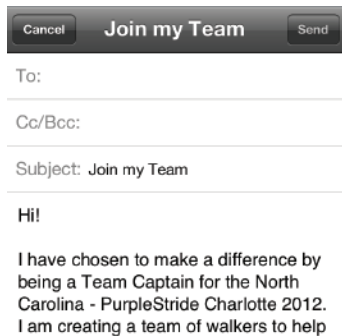 Cancel Join my Team Send
To:
Cc/Bcc:
Subject: Join my Team
Hi!
I have chosen to make a difference by
being a Team Captain for the North
Carolina - PurpleStride Charlotte 2012.
I am creating a team of walkers to help